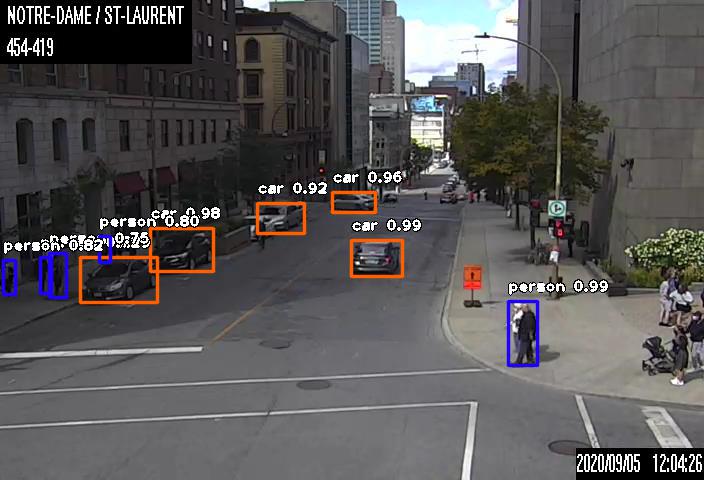 NOTRE-DAME / ST-LAURENT
454-419
car 0.96
car 0.92
car 0.98
person 0.80
car 0.99
person 0.82
person 0.75
person 0.99
2020/09/05 12:04:26